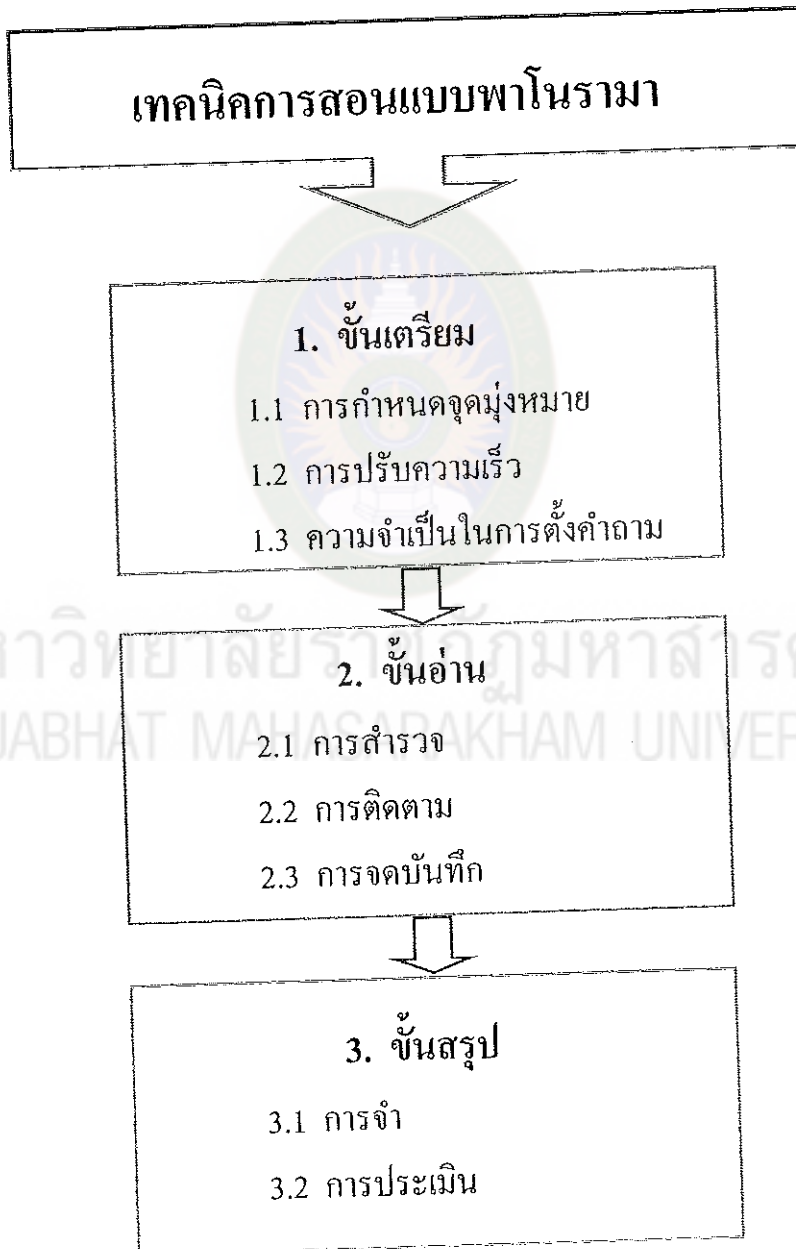 เทคนิคการสอนแบบพาโนรามา
1. ขั้นเตรียม
1.1 การกำหนดจุดมุ่งหมาย
1.2 การปรับความเร็ว
1.3 ความจำเป็นในการตั้งคำถาม
2. ขั้นอ่าน
2.1 การสำรวจ
2.2 การติดตาม
2.3 การจดบันทึก
3. ขั้นสรุป
3.1 การจำ
3.2 การประเมิน